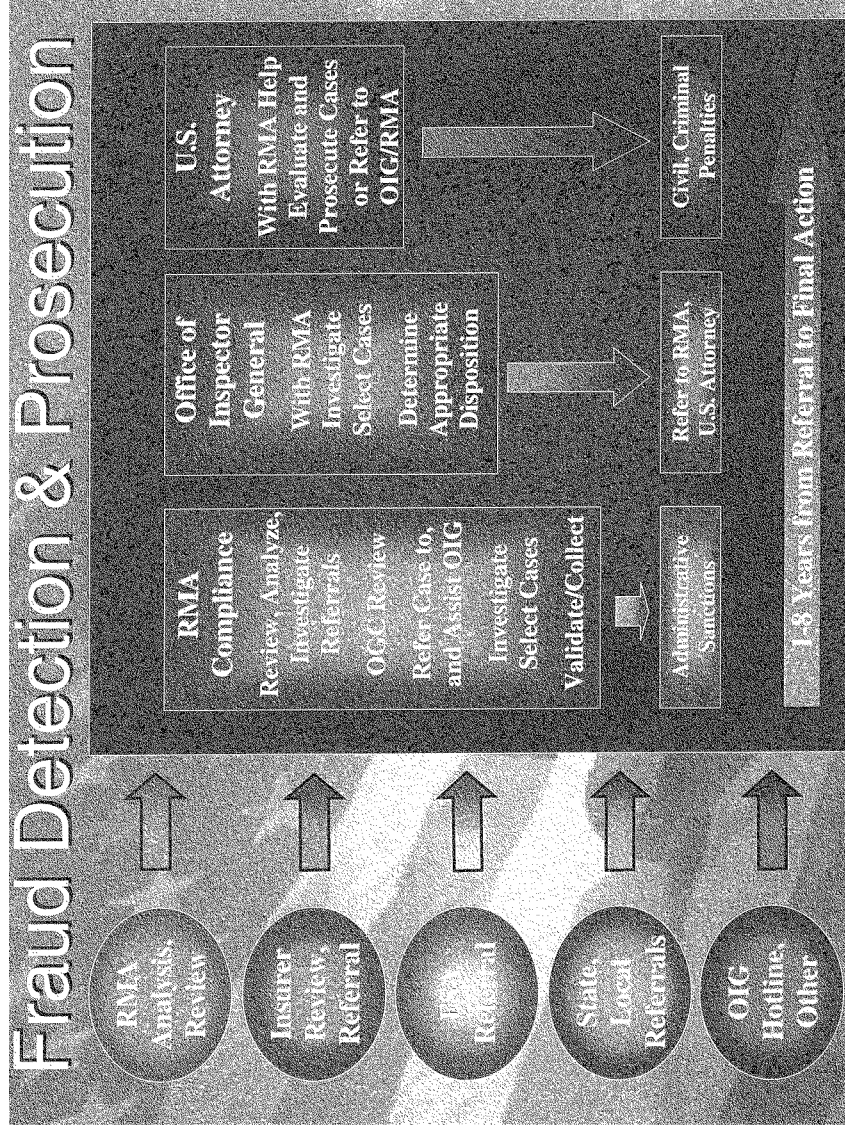 Fraud Detection & Prosecution
RMA
Analysis,
Review
Insurer
Review,
Referral
Referral
State,
Local
Referrals
OIG
Hotline,
Other
RMA
Compliance
Review, Analyze,
Investigate
Referrals
OGC Review
Refer Case to,
and Assist OIG
Investigate
Select Cases
Validate/Collect
Administrative
Sanctions
Office of
Inspector
General
With RMA
Investigate
Select Cases
Determine
Appropriate
Disposition
Refer to RMA,
U.S. Attorney
U.S.
Attorney
With RMA Help
Evaluate and
Prosecute Cases
or Refer to
OIG/RMA
Civil, Criminal
Penalties
1-8 Years from Referral to Final Action